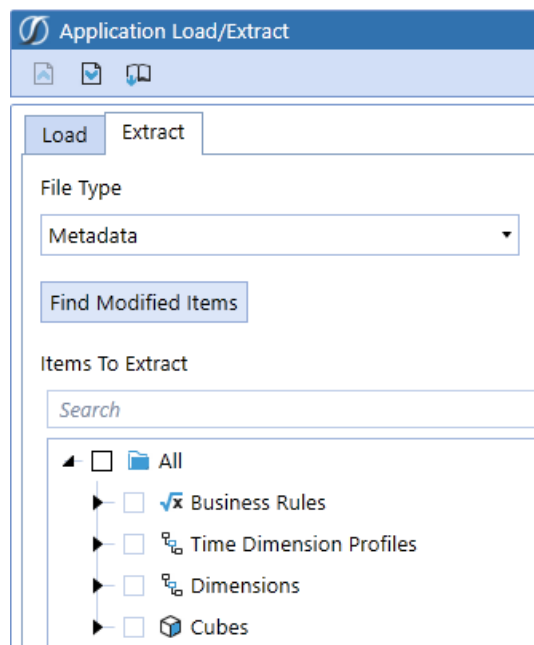 Application Load/Extract
Load Extract
File Type
Metadata
Find Modified Items
Items To Extract
Search
All
Business Rules
Time Dimension Profiles
Dimensions
Cubes